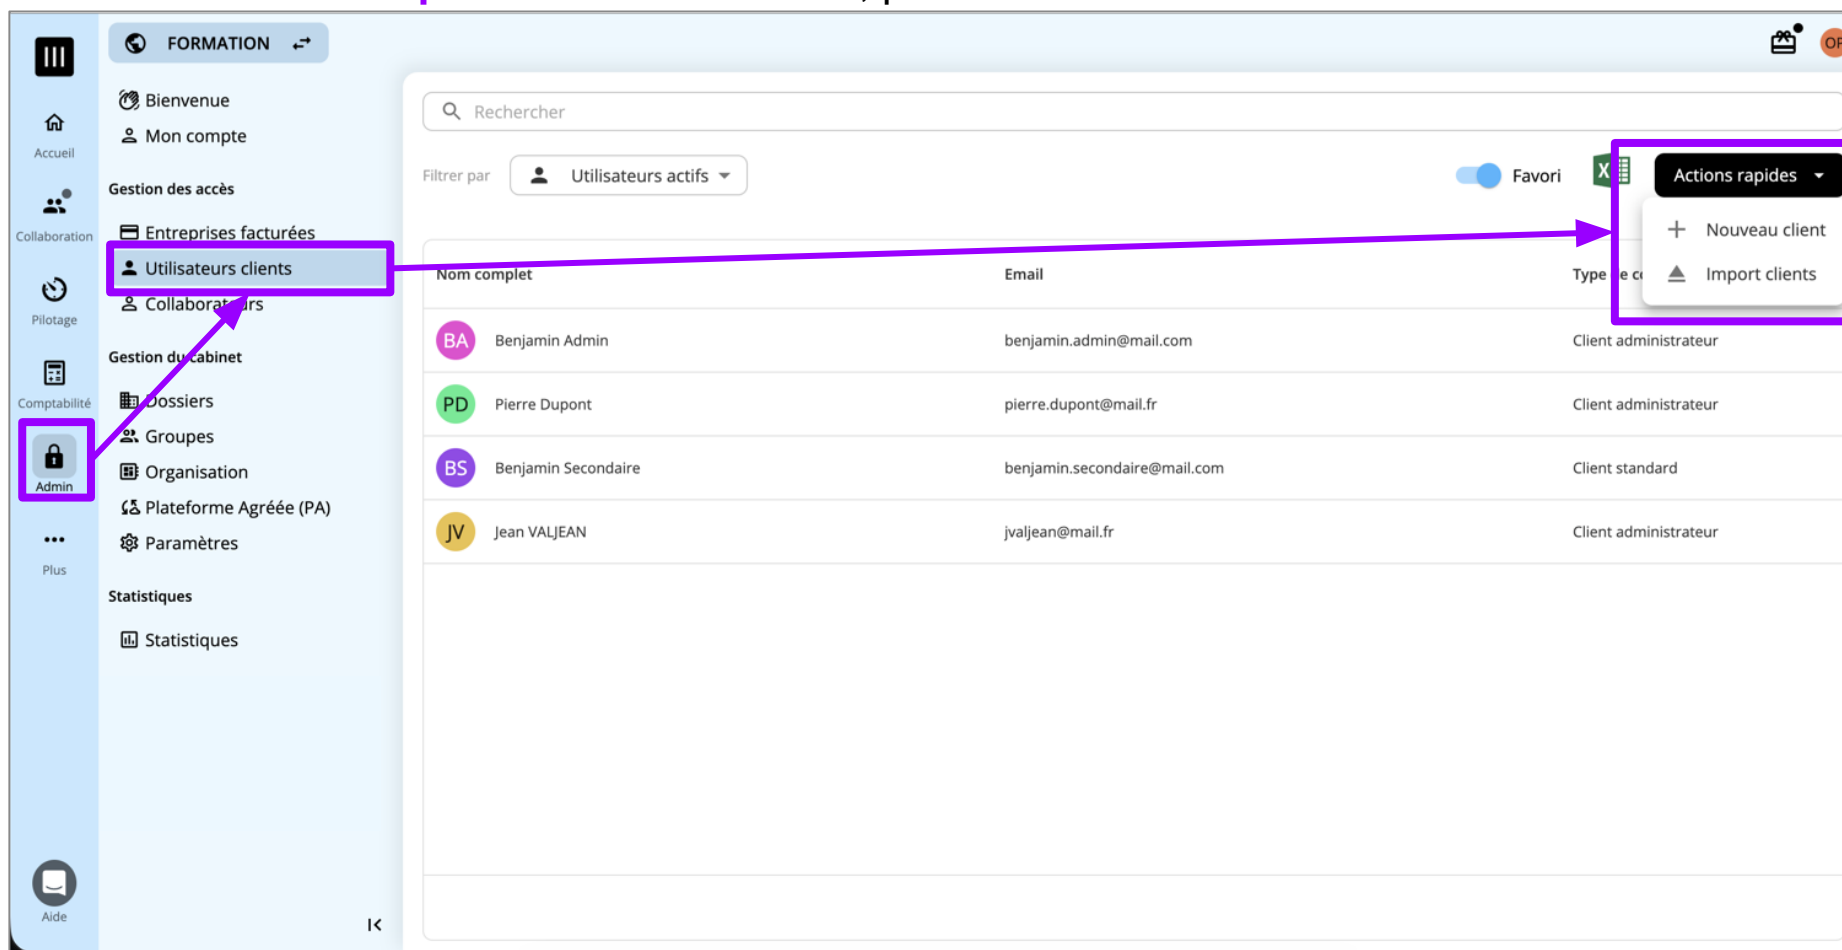 FORMATION
OP
Accueil
Collaboration
Pilotage
Comptabilité
Admin
Plus
Aide
Bienvenue
Mon compte
Gestion des accès
Entreprises facturées
Utilisateurs clients
Collaborateurs
Gestion du cabinet
Dossiers
Groupes
Organisation
Plateforme Agréée (PA)
Paramètres
Statistiques
Statistiques
Rechercher
Filtrer par
Utilisateurs actifs
Favori
X
Actions rapides
Nouveau client
Import clients
Nom complet Email Type de c
BA Benjamin Admin benjamin.admin@mail.com Client administrateur
PD Pierre Dupont pierre.dupont@mail.fr Client administrateur
BS Benjamin Secondaire benjamin.secondaire@mail.com Client standard
JV Jean VALJEAN jvaljean@mail.fr Client administrateur